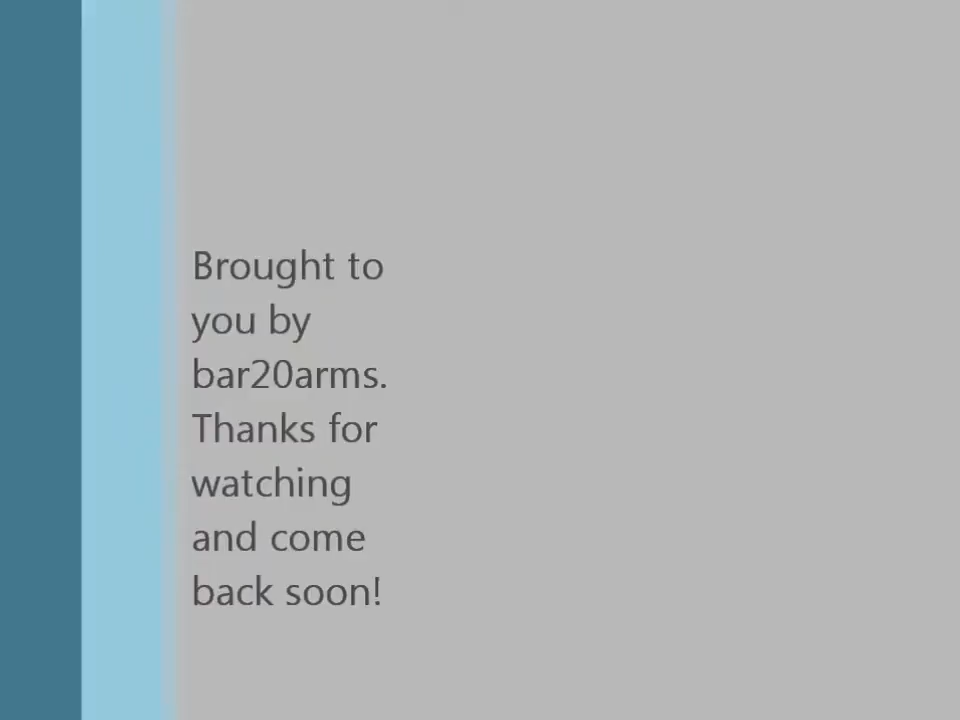 Brought to
you by
bar20arms.
Thanks for
watching
and come
back soon!